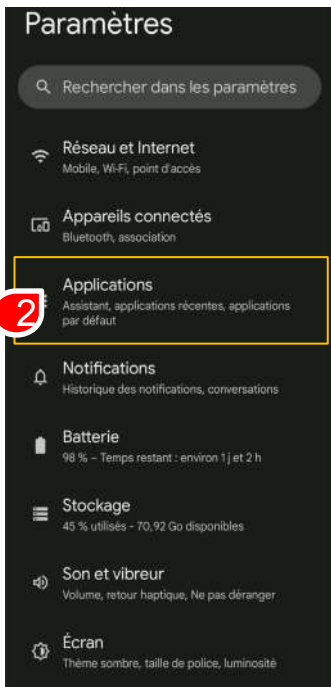 Paramètres
Rechercher dans les paramètres
Réseau et Internet
Mobile, Wi-Fi, point d'accès
Appareils connectés
Bluetooth, association
Applications
2
Assistant, applications récentes, applications
par défaut
Notifications
Historique des notifications, conversations
Batterie
98 % – Temps restant : environ 1 j et 2 h
Stockage
45 % utilisés - 70,92 Go disponibles
Son et vibreur
Volume, retour haptique, Ne pas déranger
Écran
Thème sombre, taille de police, luminosité